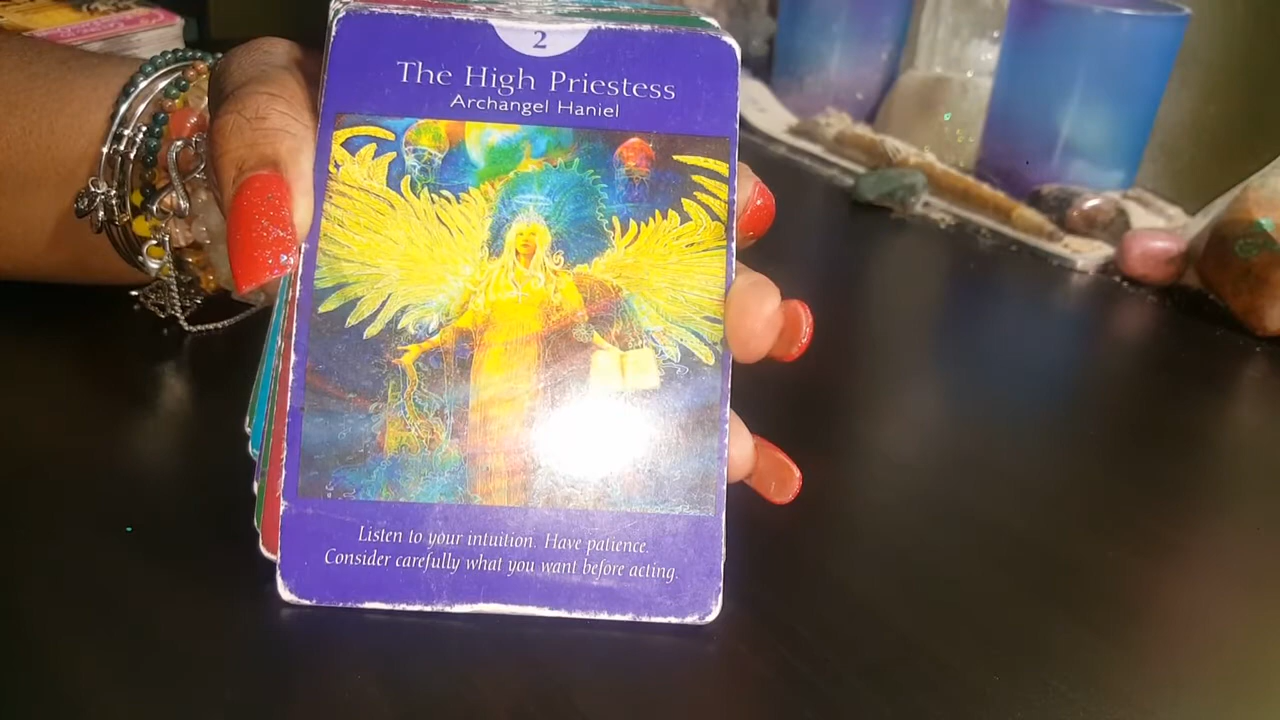 2
The High Priestess
Archangel Haniel
Listen to your intuition. Have patience.
Consider carefully what you want before acting.